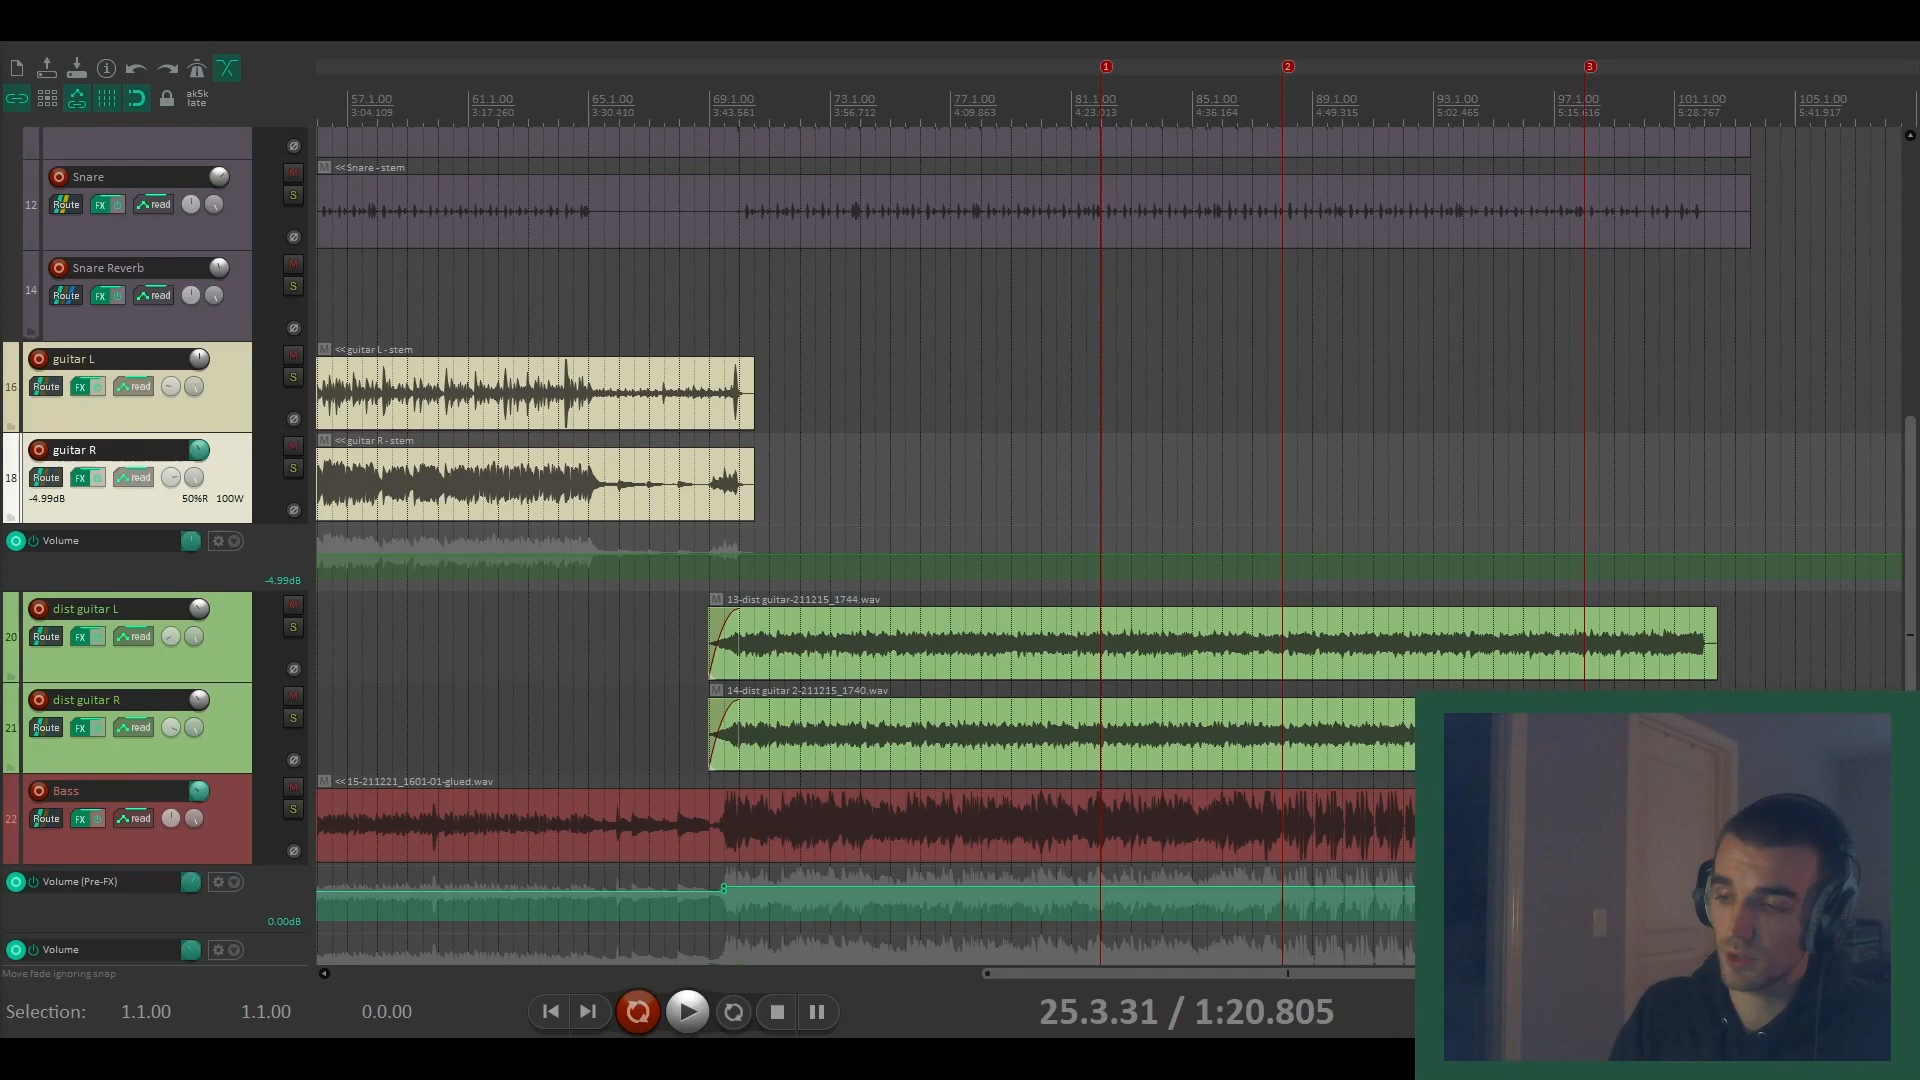 1 2 3
ak5k
late
57.1.00 61.1.00 65.1.00 69.1.00 73.1.00 77.1.00 81.1.00 85.1.00 89.1.00 93.1.00 97.1.00 101.1.00 105.1.00
3:04.109 3:17.260 3:30.410 3:43.561 3:56.712 4:09.863 4:23.013 4:36.164 4:49.315 5:02.465 5:15.616 5:28.767 5:41.917
M <<Snare - stem
Snare M
12 Route FX read S
Snare Reverb M
14 Route FX read S
M <<guitar L - stem
guitar L M
16 Route FX read S
M <<guitar R - stem
guitar R M
18 Route FX read S
-4.99dB 50%R 100W
Volume
-4.99dB
M 13-dist guitar-211215_1744.wav
dist guitar L M
20 Route FX read S
M 14-dist guitar 2-211215_1740.wav
dist guitar R M
21 Route FX read S
M <<15-211221_1601-01-glued.wav
Bass M
22 Route FX read S
Volume (Pre-FX)
0.00dB
Volume
Move fade ignoring snap
Selection: 1.1.00 1.1.00 0.0.00 25.3.31 / 1:20.805